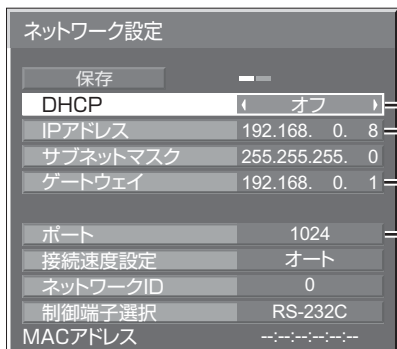 ネットワーク設定
保存
DHCP オフ
IPアドレス 192.168. 0. 8
サブネットマスク 255.255.255. 0
ゲートウェイ 192.168. 0. 1
ポート 1024
接続速度設定 オート
ネットワークID 0
制御端子選択 RS-232C
MACアドレス --:--:--:--:--:--